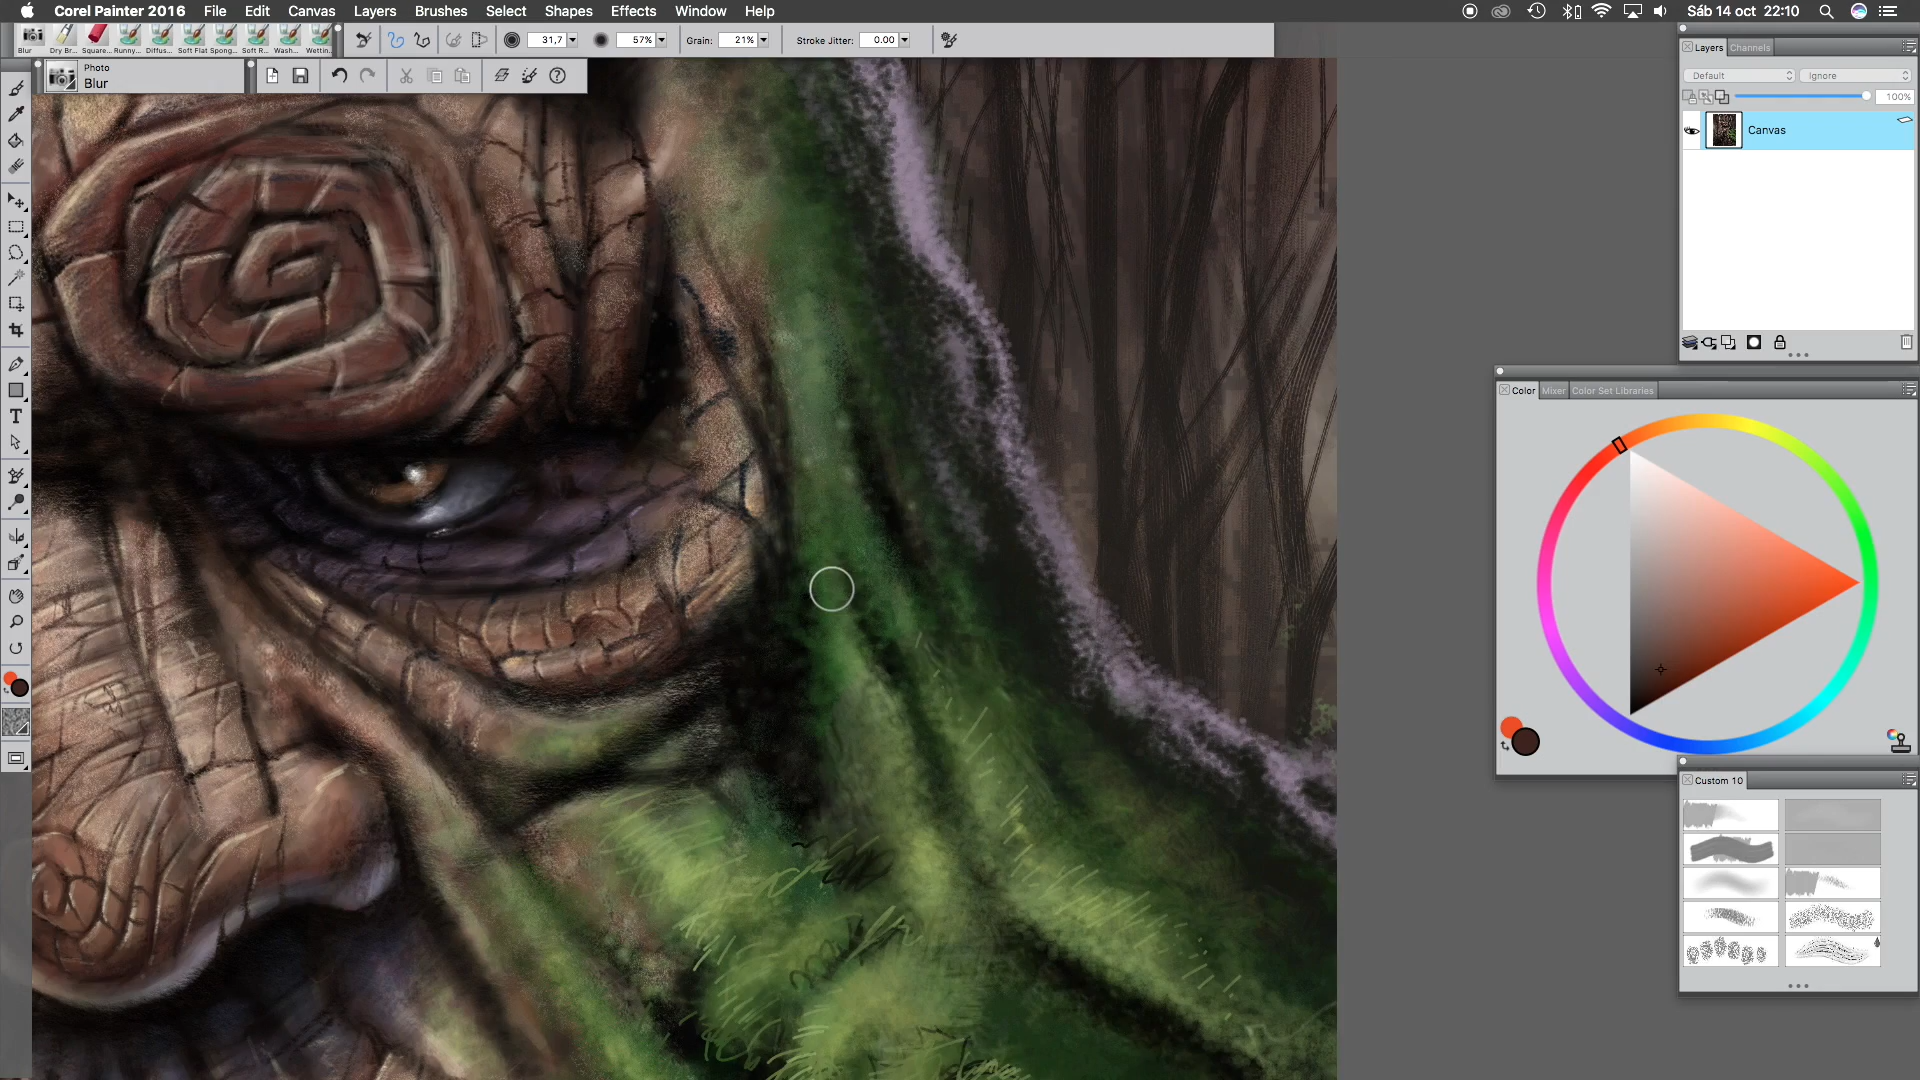 Corel Painter 2016 File Edit Canvas Layers Brushes Select Shapes Effects Window Help Sáb 14 oct 22:10
Blur Dry Br... Square... Runny... Diffus... Soft Flat Spong... Soft R... Wash... Wettin...
31,7 57% Grain: 21% Stroke Jitter: 0.00
Photo
Blur
Layers Channels
Default Ignore
100%
Canvas
Color Mixer Color Set Libraries
Custom 10
T